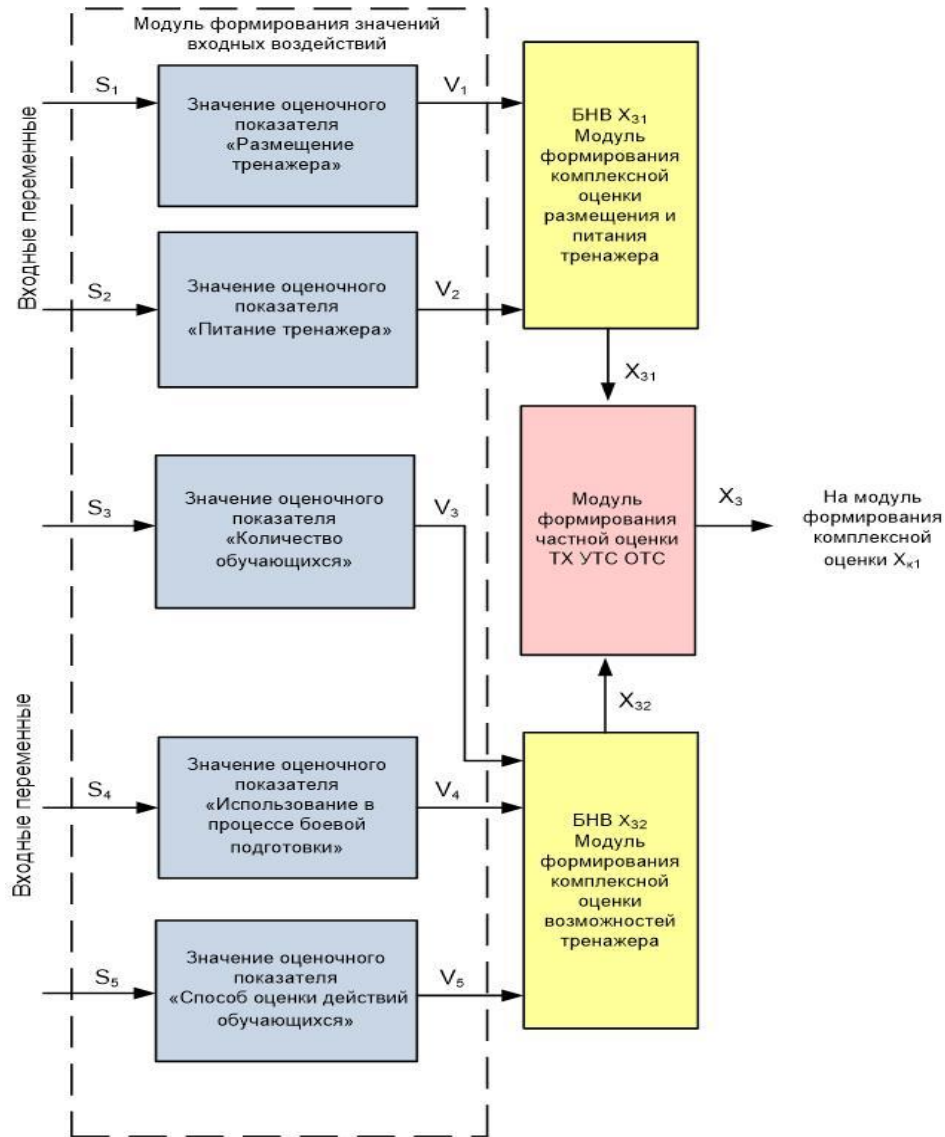 Модуль формирования значений
входных воздействий
Входные переменные
S₁
Значение оценочного
показателя
«Размещение
тренажера»
V₁
S₂
Значение оценочного
показателя
«Питание тренажера»
V₂
БНВ X₃₁
Модуль
формирования
комплексной
оценки
размещения и
питания
тренажера
X₃₁
S₃
Значение оценочного
показателя
«Количество
обучающихся»
V₃
Модуль
формирования
частной оценки
ТХ УТС ОТС
X₃
На модуль
формирования
комплексной
оценки Xк1
X₃₂
Входные переменные
S₄
Значение оценочного
показателя
«Использование в
процессе боевой
подготовки»
V₄
S₅
Значение оценочного
показателя
«Способ оценки действий
обучающихся»
V₅
БНВ X₃₂
Модуль
формирования
комплексной
оценки
возможностей
тренажера